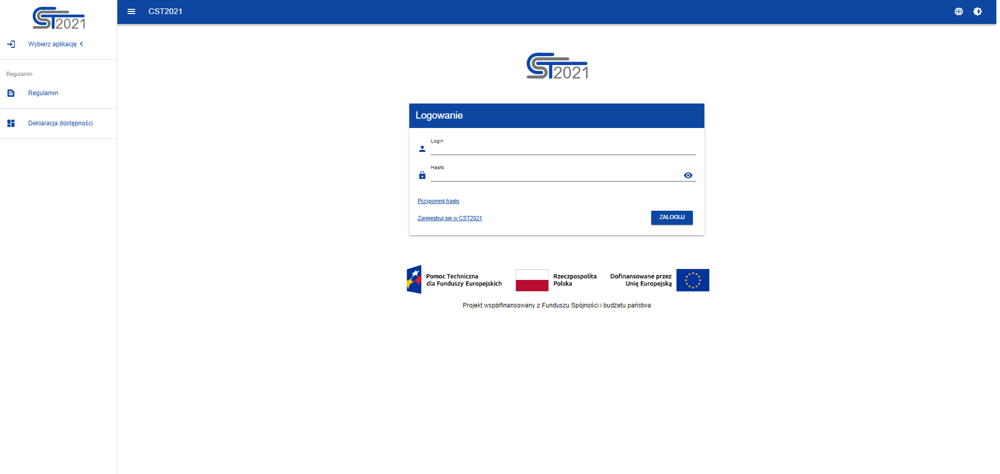 CST2021
Wybierz aplikację
Regulamin
Regulamin
Deklaracja dostępności
CST2021
CST2021
Logowanie
Login
Hasło
Przypomnij hasło
Zarejestruj się w CST2021
ZALOGUJ
Pomoc Techniczna
dla Funduszy Europejskich
Rzeczpospolita
Polska
Dofinansowane przez
Unię Europejską
Projekt współfinansowany z Funduszu Spójności i budżetu państwa